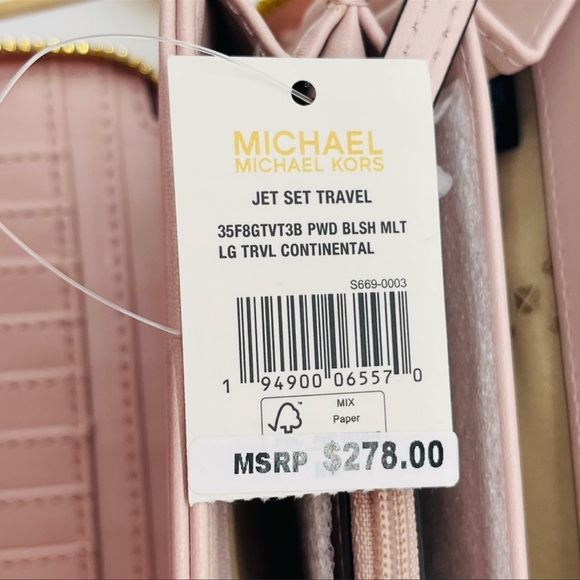 MICHAEL
MICHAEL KORS
JET SET TRAVEL
35F8GTVT3B PWD BLSH MLT
LG TRVL CONTINENTAL
S669-0003
1 94900 06557 0
MIX
Paper
MSRP $278.00